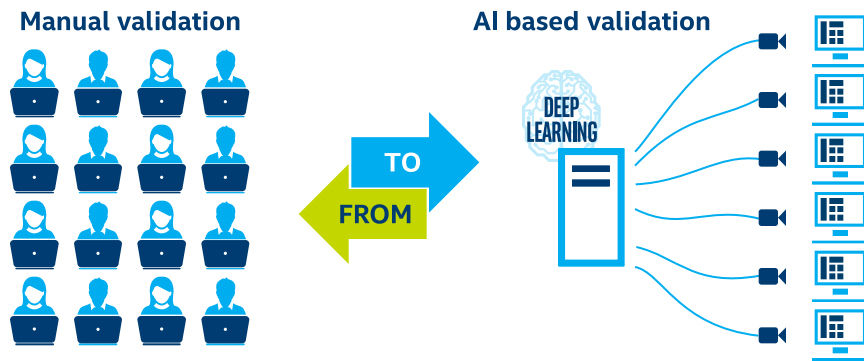 Manual validation
AI based validation
DEEP
LEARNING
TO
FROM